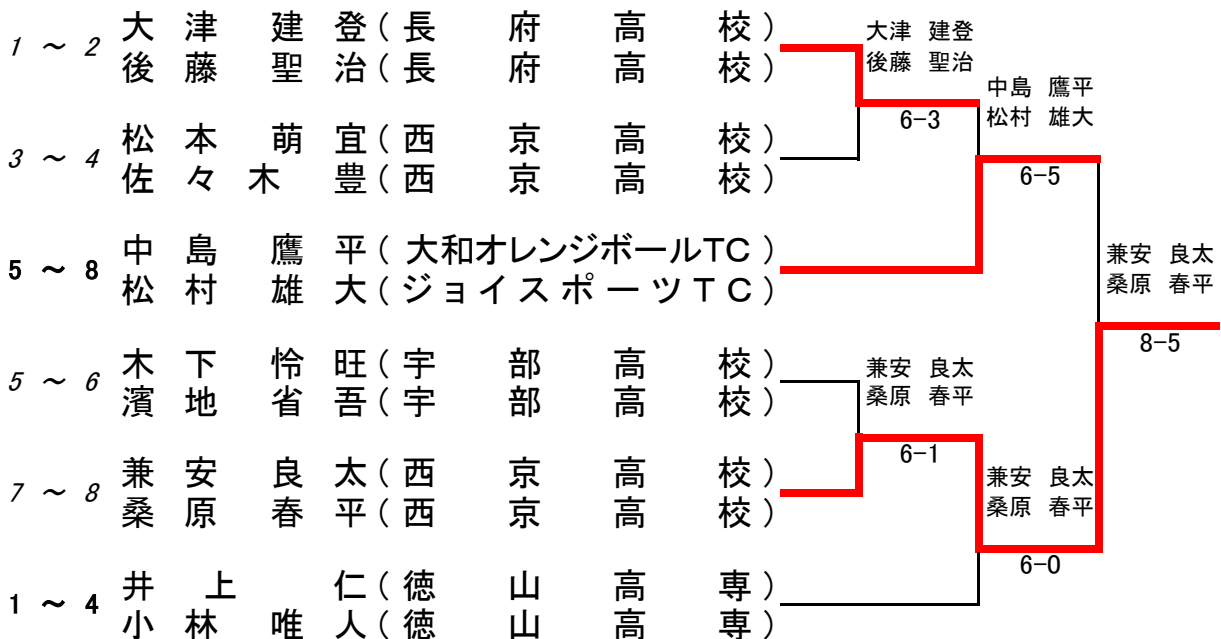 1 ～ 2 大津建登(長府高校)
後藤聖治(長府高校)
大津 建登
後藤 聖治
6-3
3 ～ 4 松本萌宜(西京高校)
佐々木豊(西京高校)
中島 鷹平
松村 雄大
6-5
5 ～ 8 中島鷹平(大和オレンジボールTC)
松村雄大(ジョイスポーツTC)
兼安 良太
桑原 春平
8-5
5 ～ 6 木下怜旺(宇部高校)
濱地省吾(宇部高校)
兼安 良太
桑原 春平
6-1
7 ～ 8 兼安良太(西京高校)
桑原春平(西京高校)
兼安 良太
桑原 春平
6-0
1 ～ 4 井上仁(徳山高専)
小林唯人(徳山高専)